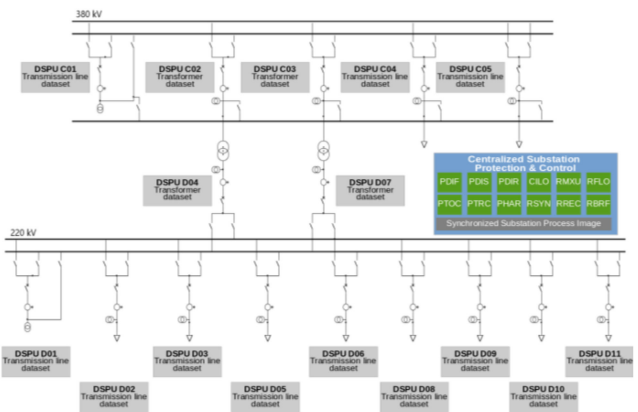 380 kV
DSPU C01
Transmission line
dataset
DSPU C02
Transformer
dataset
DSPU C03
Transformer
dataset
DSPU C04
Transmission line
dataset
DSPU C05
Transmission line
dataset
Centralized Substation
Protection & Control
PDIF PDIS PDIR CILO RMXU RFLO
PTOC PTRC PHAR RSYN RREC RBRF
Synchronized Substation Process Image
DSPU D04
Transformer
dataset
DSPU D07
Transformer
dataset
220 kV
DSPU D01
Transmission line
dataset
DSPU D03
Transmission line
dataset
DSPU D06
Transmission line
dataset
DSPU D09
Transmission line
dataset
DSPU D11
Transmission line
dataset
DSPU D02
Transmission line
dataset
DSPU D05
Transmission line
dataset
DSPU D08
Transmission line
dataset
DSPU D10
Transmission line
dataset